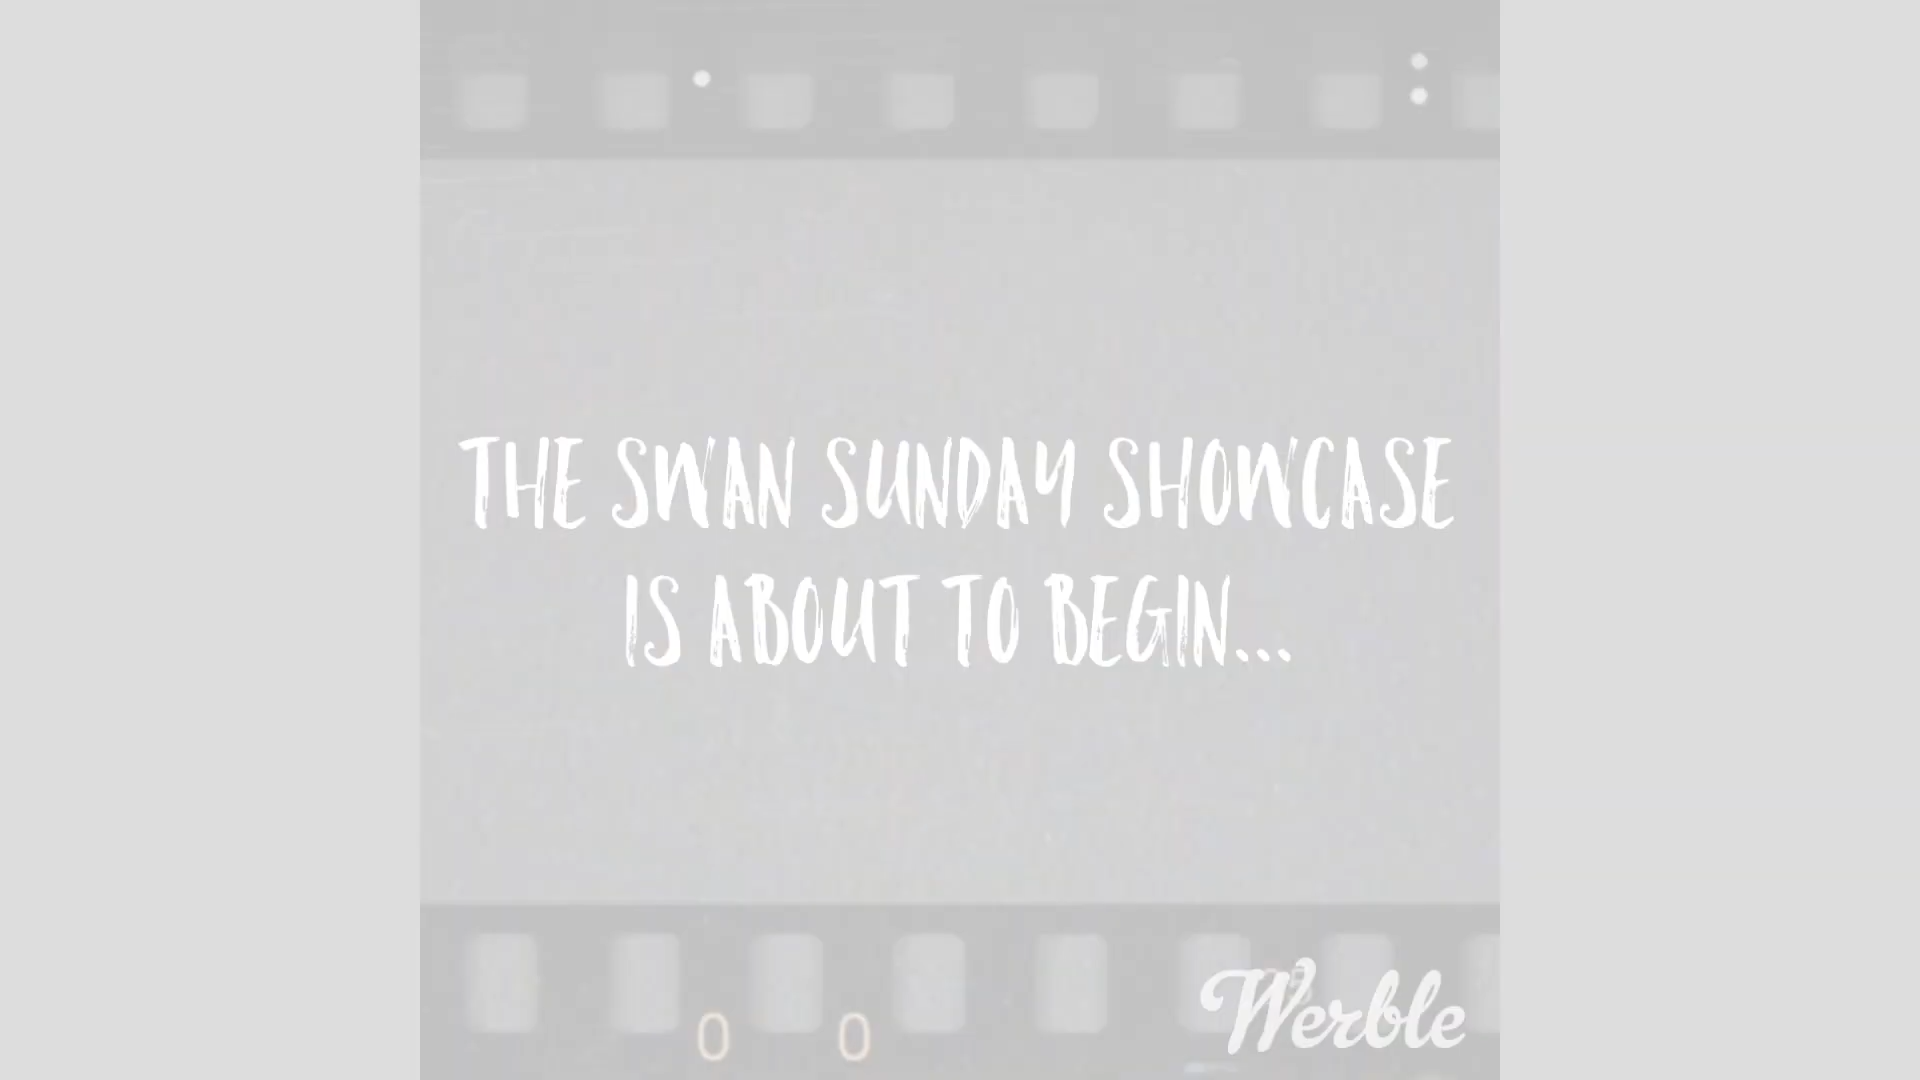 THE SWAN SUNDAY SHOWCASE
IS ABOUT TO BEGIN...
0 0
Werble